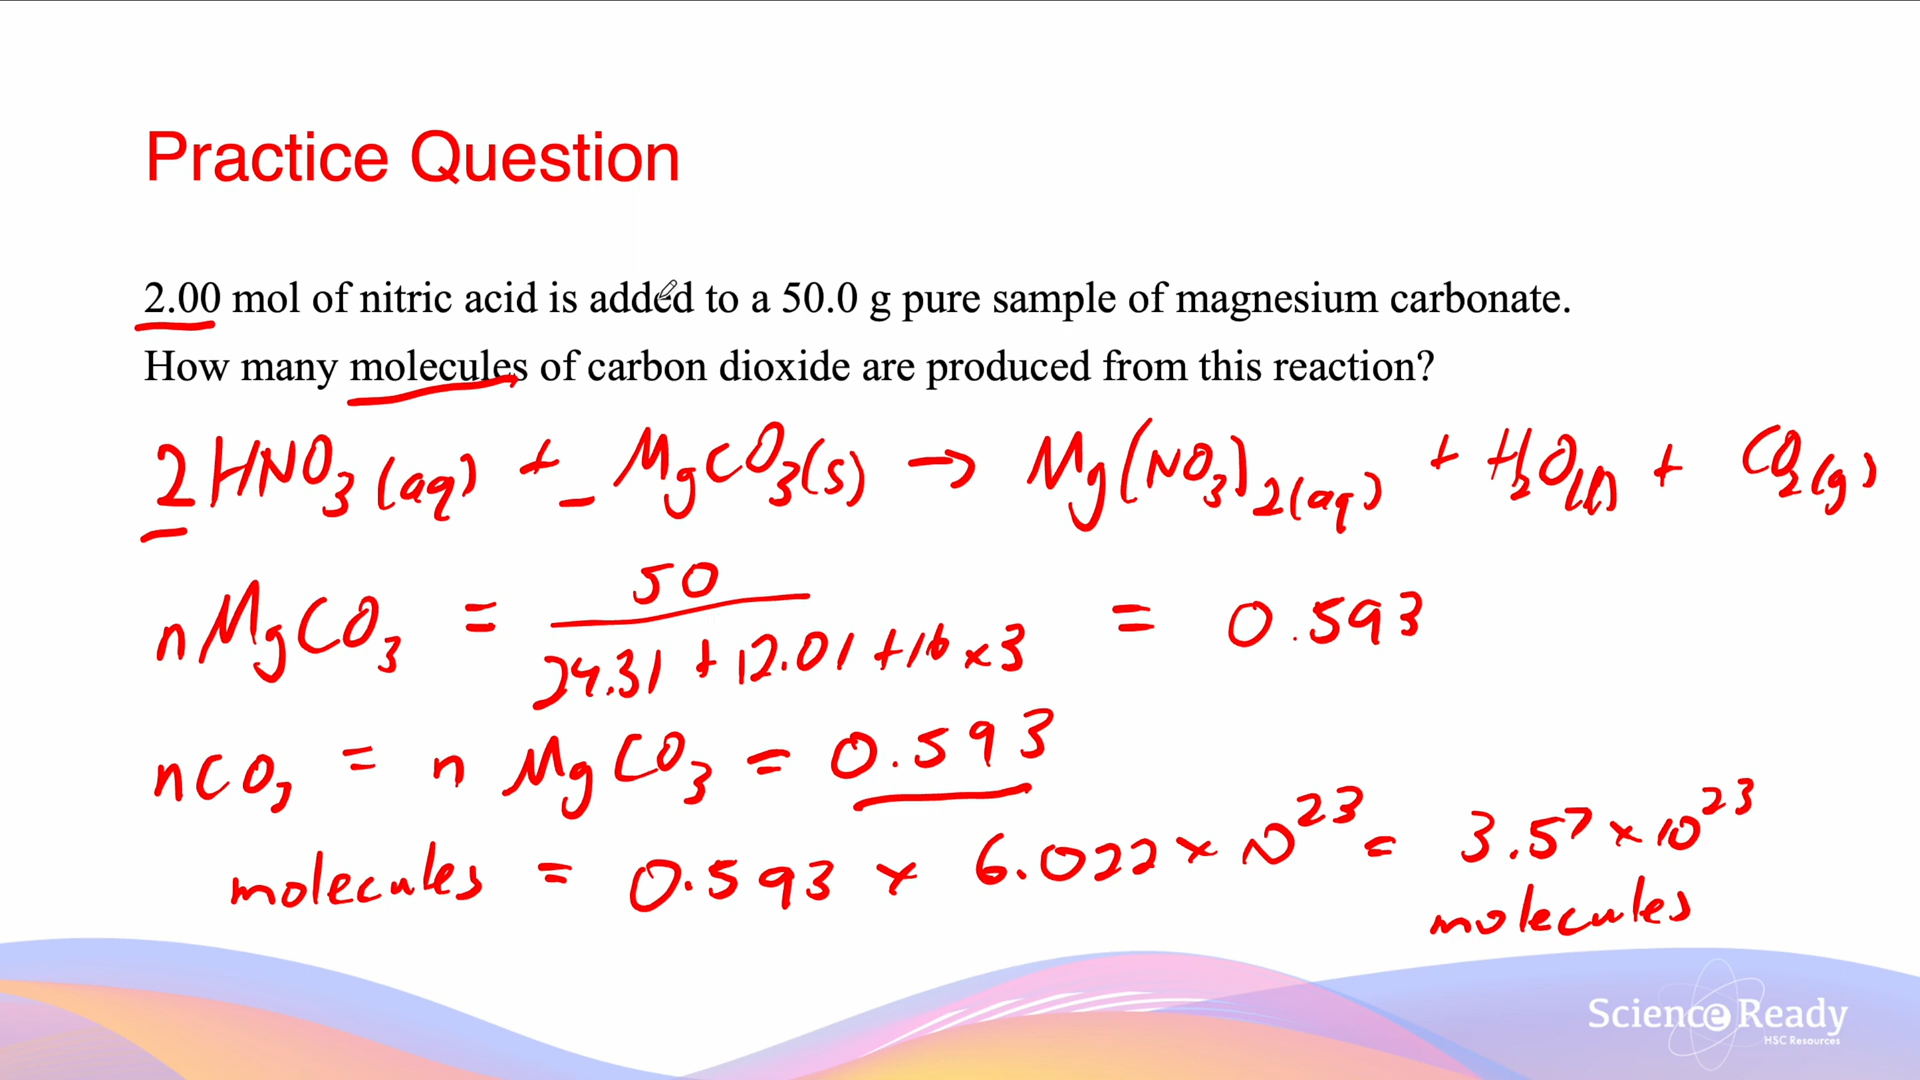 Practice Question
2.00 mol of nitric acid is added to a 50.0 g pure sample of magnesium carbonate.
How many molecules of carbon dioxide are produced from this reaction?
2HNO₃(aq) + _ MgCO₃(s) → Mg(NO₃)₂(aq) + H₂O(l) + CO₂(g)
nMgCO₃ = 50 / 24.31 + 12.01 + 16 × 3 = 0.593
nCO₂ = n MgCO₃ = 0.593
molecules = 0.593 × 6.022 × 10²³ = 3.57 × 10²³
molecules
Science Ready
HSC Resources